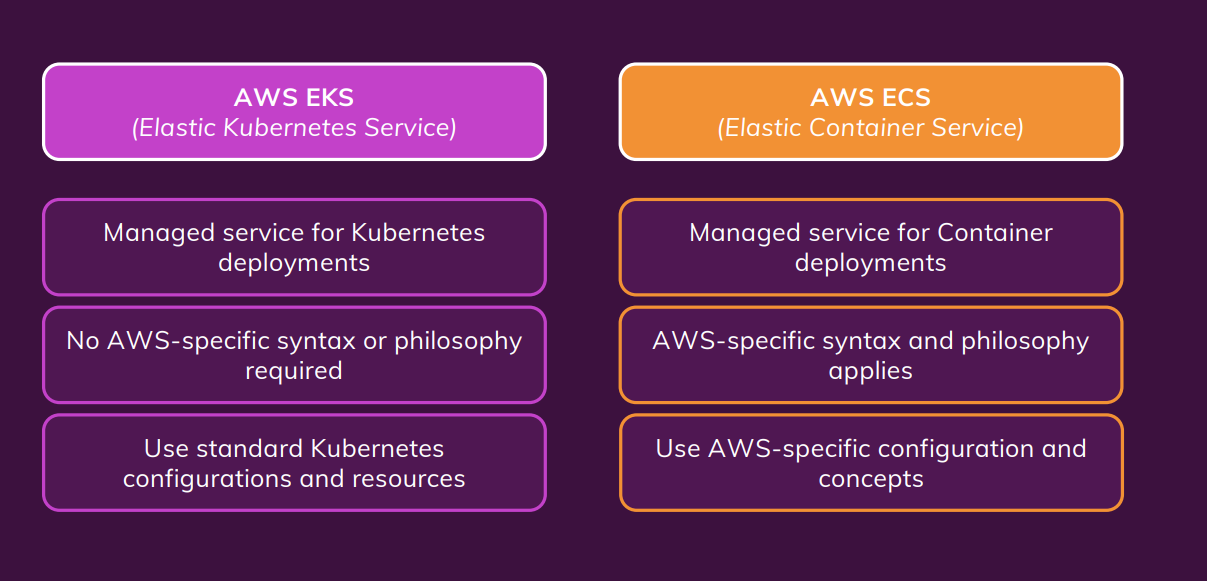 AWS EKS
(Elastic Kubernetes Service)
Managed service for Kubernetes
deployments
No AWS-specific syntax or philosophy
required
Use standard Kubernetes
configurations and resources
AWS ECS
(Elastic Container Service)
Managed service for Container
deployments
AWS-specific syntax and philosophy
applies
Use AWS-specific configuration and
concepts